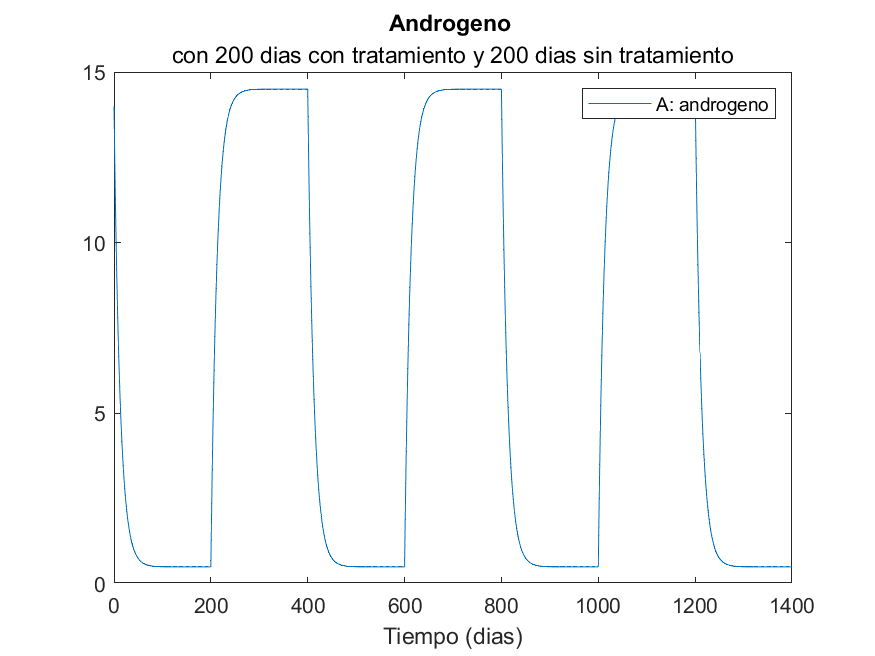 Androgeno
con 200 dias con tratamiento y 200 dias sin tratamiento
15
A: androgeno
10
5
0
0 200 400 600 800 1000 1200 1400
Tiempo (dias)